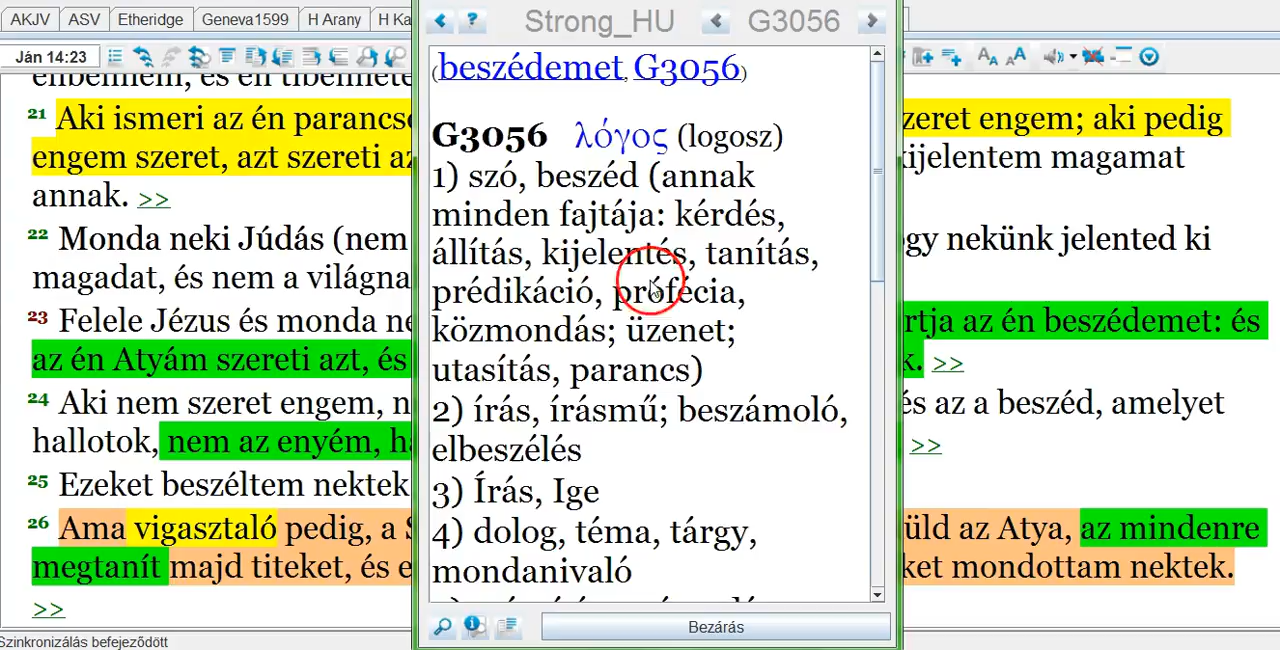 AKJV ASV Etheridge Geneva1599 H Arany H Ka
Ján 14:23
21 Aki ismeri az én parancso
engem szeret, azt szereti az
annak. >>
22 Monda neki Júdás (nem
magadat, és nem a világna
23 Felele Jézus és monda ne
az én Atyám szereti azt, és
24 Aki nem szeret engem, n
hallotok, nem az enyém, ha
25 Ezeket beszéltem nektek
26 Ama vigasztaló pedig, a S
megtanít majd titeket, és e
>>
Szinkronizálás befejeződött
Strong_HU G3056
(beszédemet, G3056)
G3056 λόγος (logosz)
1) szó, beszéd (annak
minden fajtája: kérdés,
állítás, kijelentés, tanítás,
prédikáció, prófécia,
közmondás; üzenet;
utasítás, parancs)
2) írás, írásmű; beszámoló,
elbeszélés
3) Írás, Ige
4) dolog, téma, tárgy,
mondanivaló
Bezárás
zeret engem; aki pedig
kijelentem magamat
ogy nekünk jelented ki
rtja az én beszédemet: és
k. >>
és az a beszéd, amelyet
>>
üld az Atya, az mindenre
ket mondottam nektek.